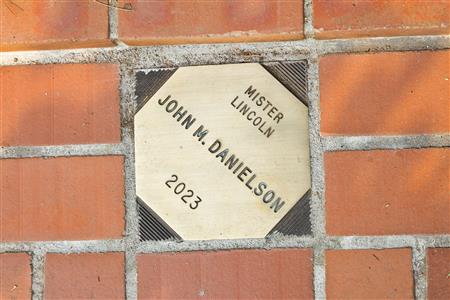 MISTER
LINCOLN
JOHN M. DANIELSON
2023